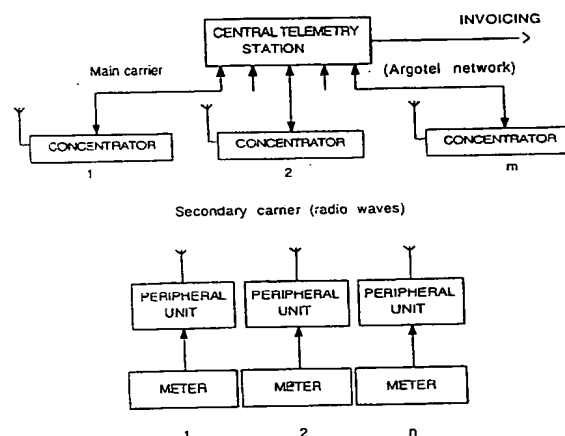 INVOICING
CENTRAL TELEMETRY
STATION
Main carrier
(Argotel network)
CONCENTRATOR
CONCENTRATOR
CONCENTRATOR
1
2
m
Secondary carrier (radio waves)
PERIPHERAL
UNIT
PERIPHERAL
UNIT
PERIPHERAL
UNIT
METER
METER
METER
1
2
n